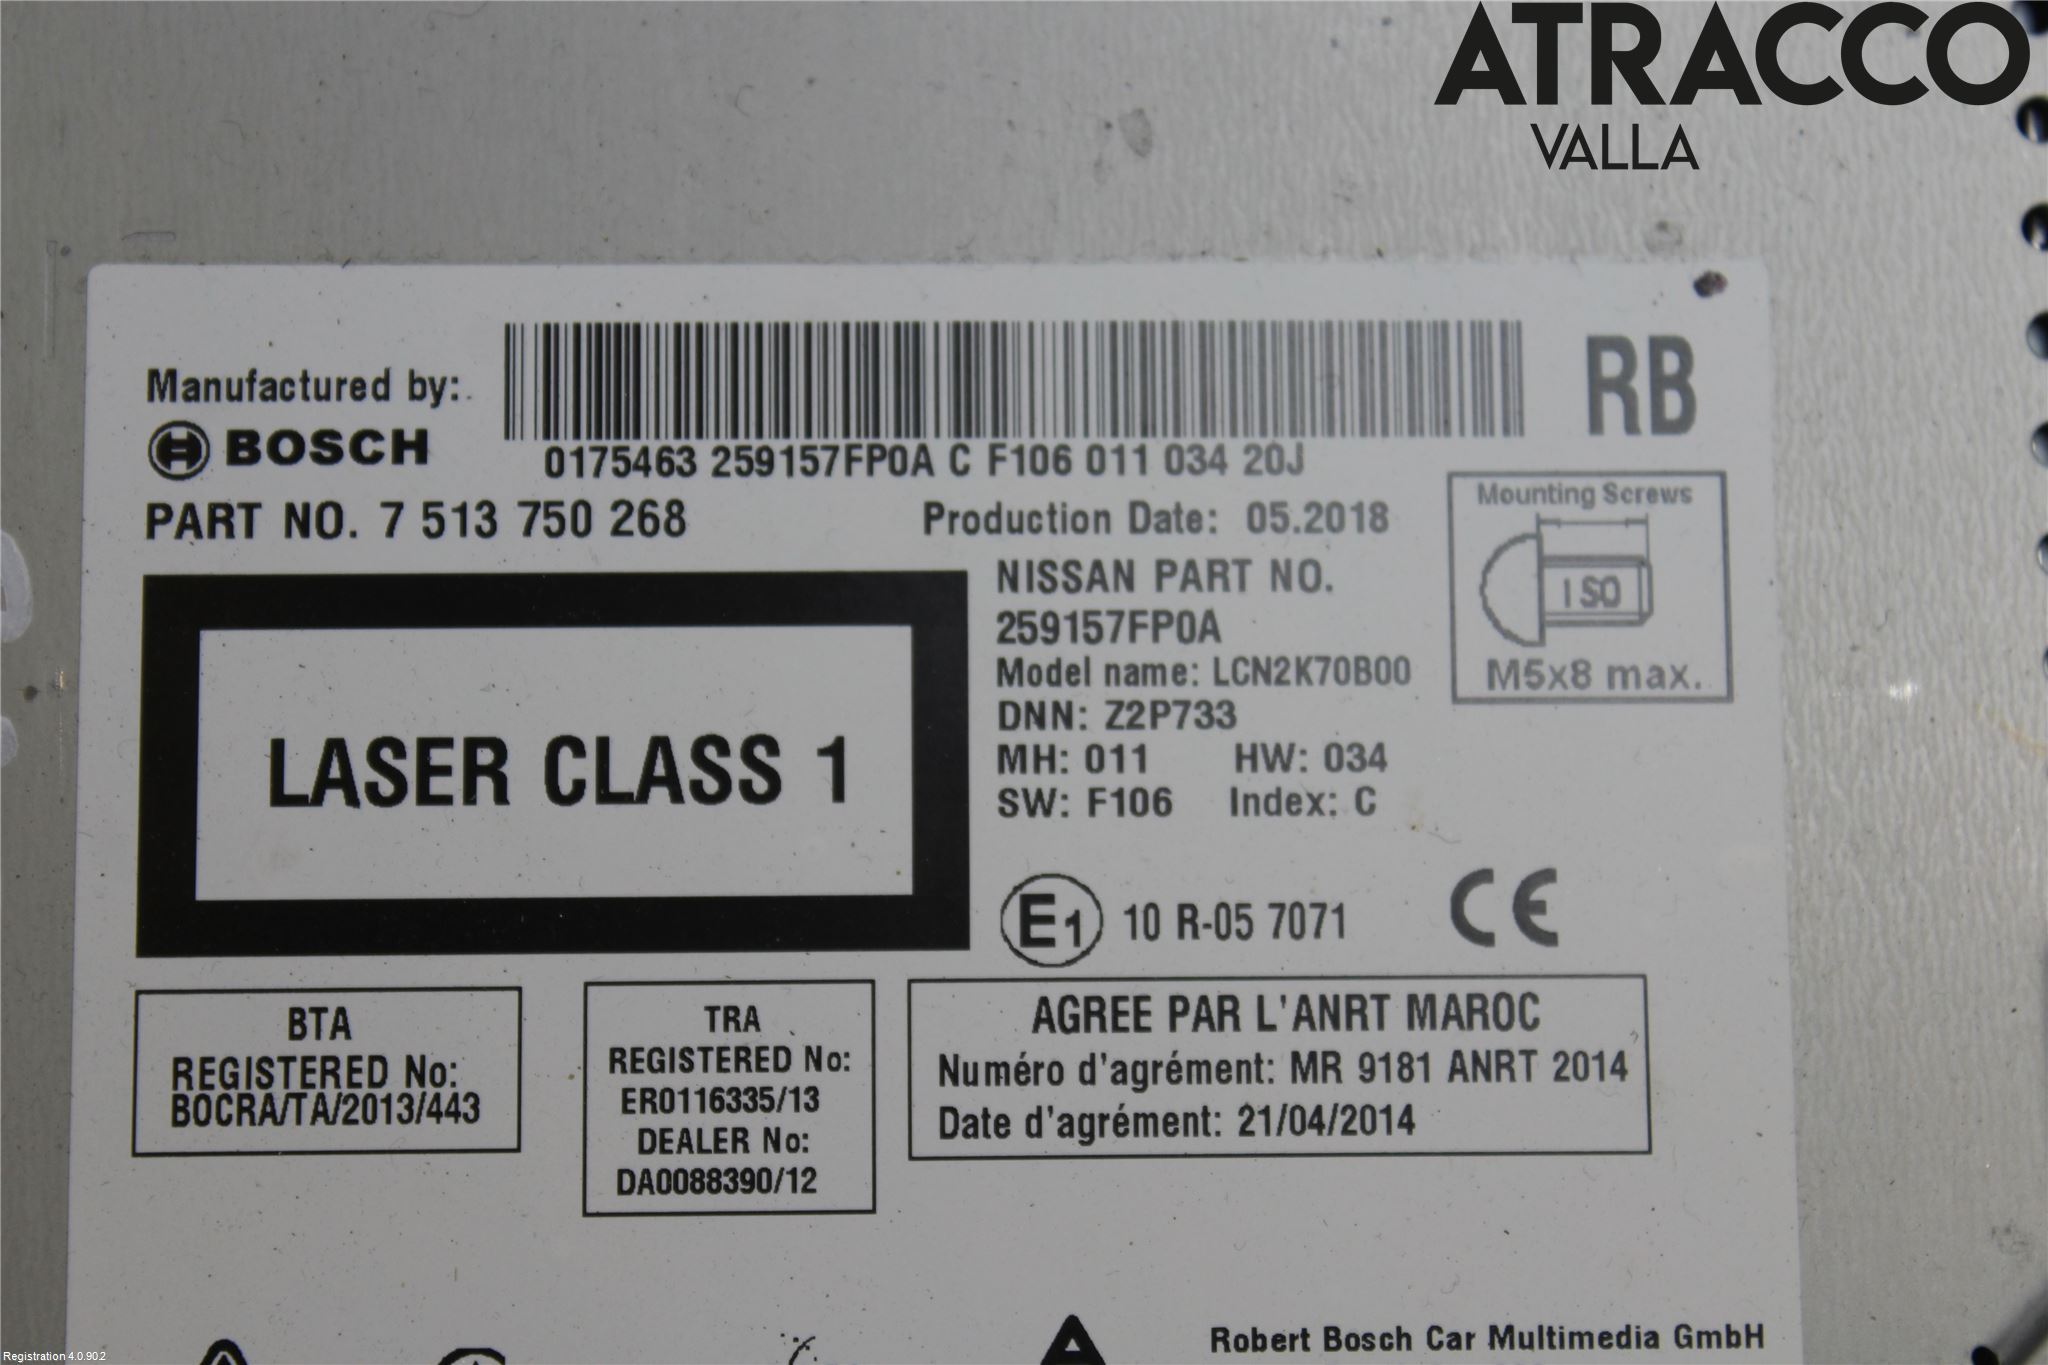 ATRACCO
VALLA
Manufactured by:
BOSCH
0175463 259157FP0A C F106 011 034 20J
RB
PART NO. 7 513 750 268
Production Date: 05.2018
Mounting Screws
ISO
M5x8 max.
NISSAN PART NO.
259157FP0A
Model name: LCN2K70B00
DNN: Z2P733
MH: 011 HW: 034
SW: F106 Index: C
LASER CLASS 1
E1 10 R-05 7071
CE
BTA
REGISTERED No:
BOCRA/TA/2013/443
TRA
REGISTERED No:
ER0116335/13
DEALER No:
DA0088390/12
AGREE PAR L'ANRT MAROC
Numéro d'agrément: MR 9181 ANRT 2014
Date d'agrément: 21/04/2014
Robert Bosch Car Multimedia GmbH
Registration 4.0.902